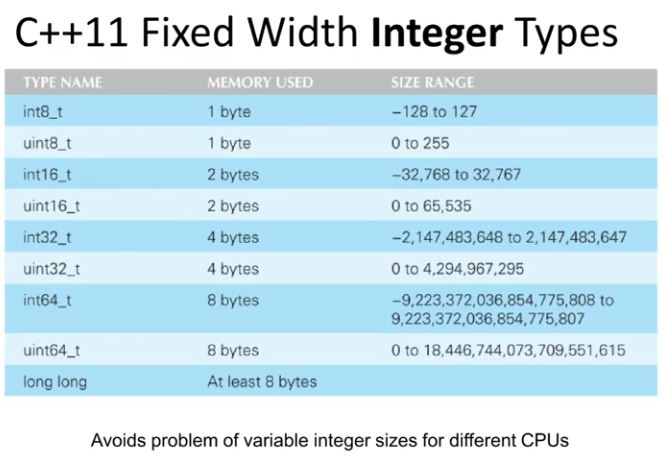 C++11 Fixed Width Integer Types
TYPE NAME MEMORY USED SIZE RANGE
int8_t 1 byte −128 to 127
uint8_t 1 byte 0 to 255
int16_t 2 bytes −32,768 to 32,767
uint16_t 2 bytes 0 to 65,535
int32_t 4 bytes −2,147,483,648 to 2,147,483,647
uint32_t 4 bytes 0 to 4,294,967,295
int64_t 8 bytes −9,223,372,036,854,775,808 to
9,223,372,036,854,775,807
uint64_t 8 bytes 0 to 18,446,744,073,709,551,615
long long At least 8 bytes
Avoids problem of variable integer sizes for different CPUs